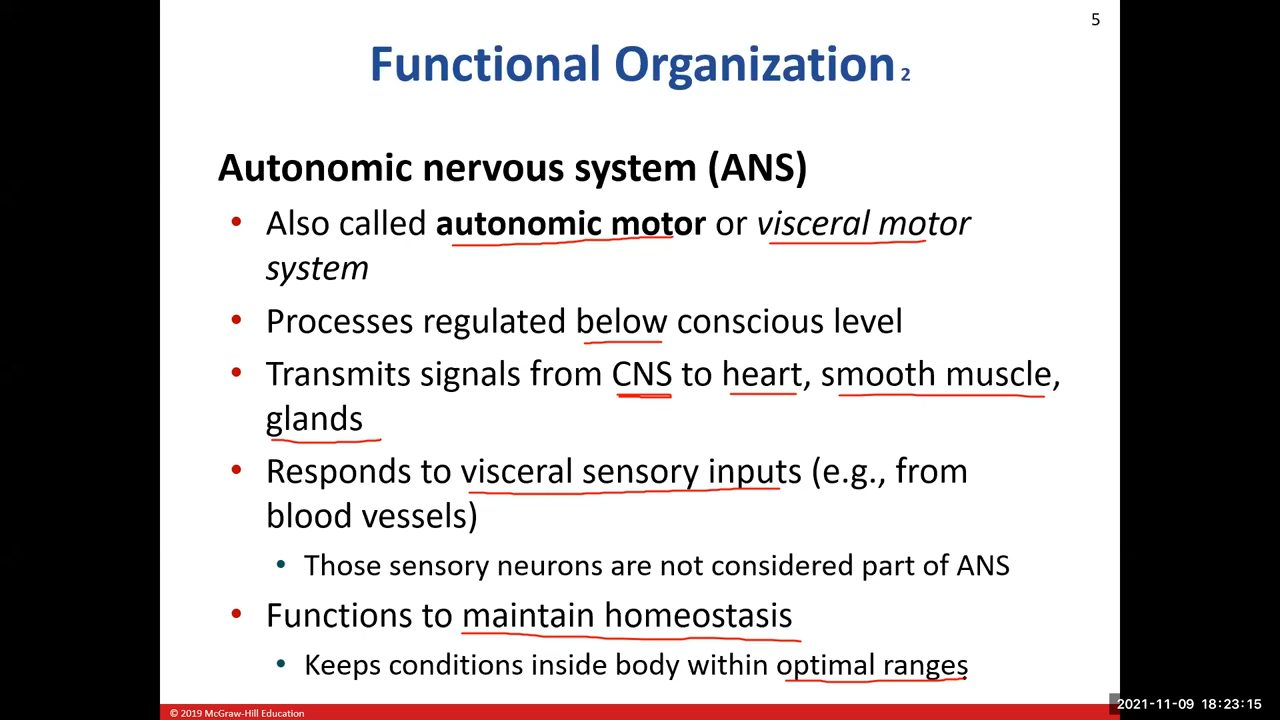 5
Functional Organization 2
Autonomic nervous system (ANS)
• Also called autonomic motor or visceral motor
system
• Processes regulated below conscious level
• Transmits signals from CNS to heart, smooth muscle,
glands
• Responds to visceral sensory inputs (e.g., from
blood vessels)
• Those sensory neurons are not considered part of ANS
• Functions to maintain homeostasis
• Keeps conditions inside body within optimal ranges
© 2019 McGraw-Hill Education
2021-11-09 18:23:15